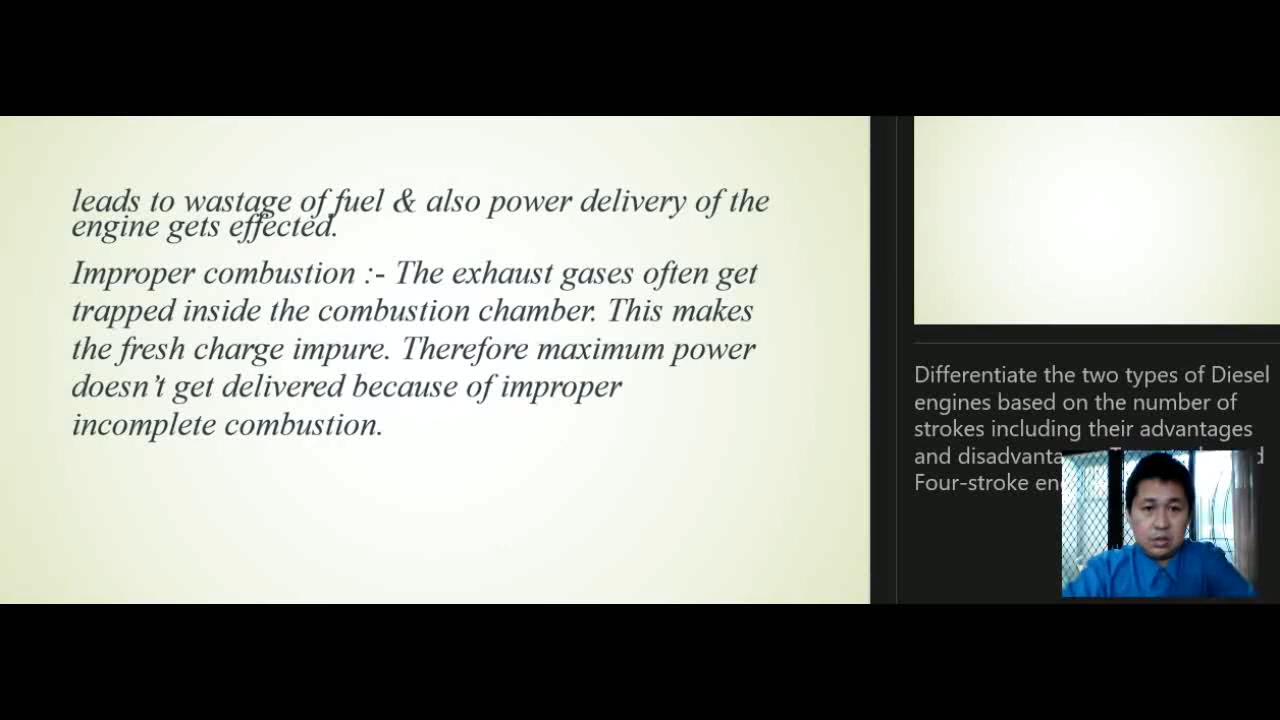 leads to wastage of fuel & also power delivery of the
engine gets effected.
Improper combustion :- The exhaust gases often get
trapped inside the combustion chamber. This makes
the fresh charge impure. Therefore maximum power
doesn’t get delivered because of improper
incomplete combustion.
Differentiate the two types of Diesel
engines based on the number of
strokes including their advantages
and
Four-stroke